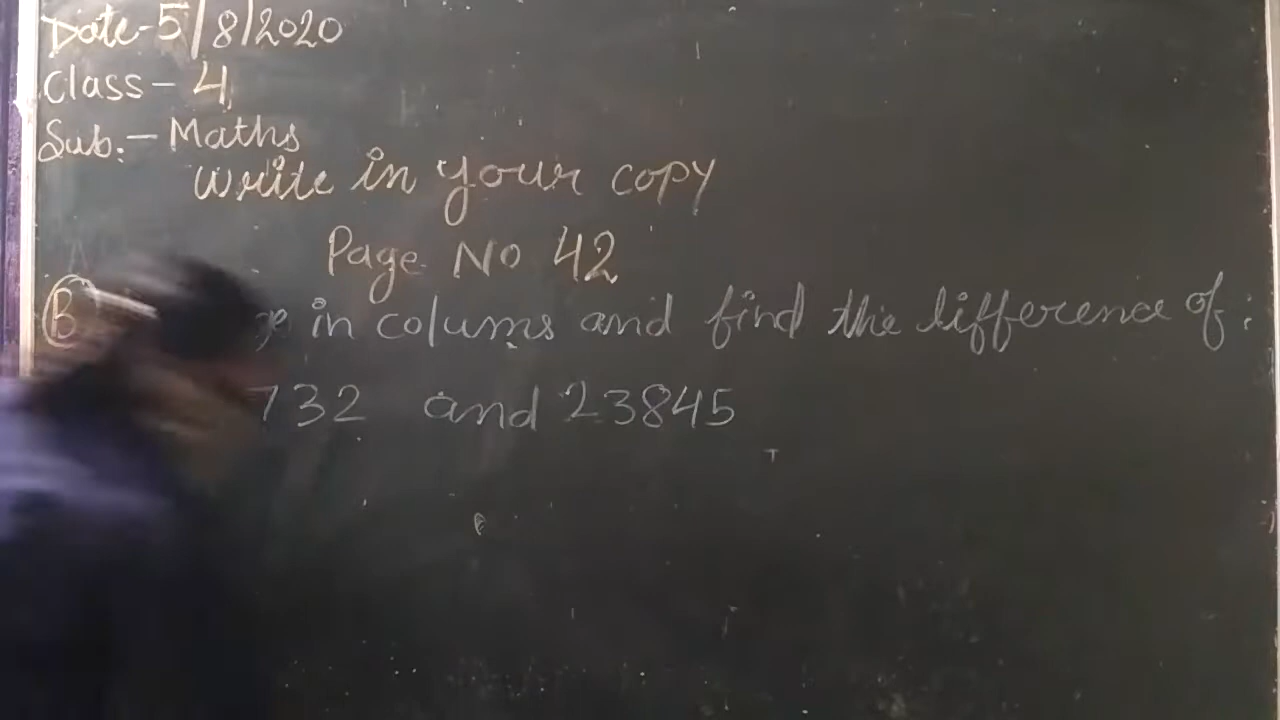 Date-5/8/2020
Class- 4
Sub.- Maths
Write in your copy
Page No 42
B in colums and find the difference of:
732 and 23845